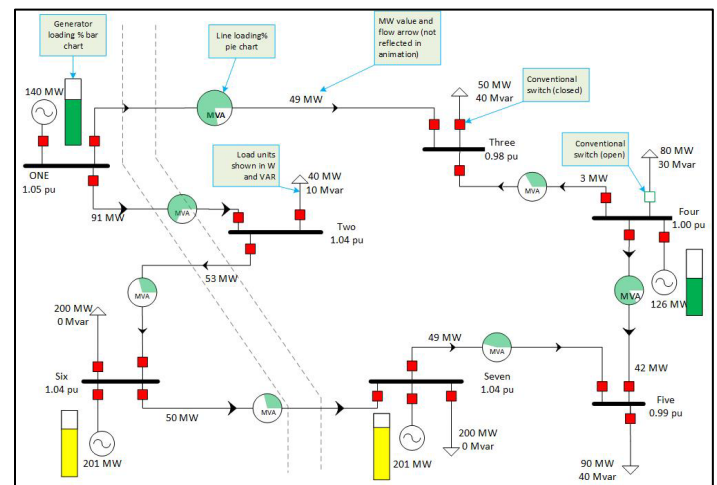 Generator
loading % bar
chart
Line loading%
pie chart
MW value and
flow arrow (not
reflected in
animation)
140 MW
MVA
49 MW
50 MW
40 Mvar
Conventional
switch (closed)
Three
0.98 pu
Conventional
switch (open)
80 MW
30 Mvar
ONE
1.05 pu
Load units
shown in W
and VAR
40 MW
10 Mvar
MVA
3 MW
91 MW
MVA
Two
1.04 pu
Four
1.00 pu
53 MW
MVA
200 MW
0 Mvar
MVA
126 MW
49 MW
MVA
Six
1.04 pu
Seven
1.04 pu
42 MW
Five
0.99 pu
50 MW
MVA
201 MW
201 MW
200 MW
0 Mvar
90 MW
40 Mvar